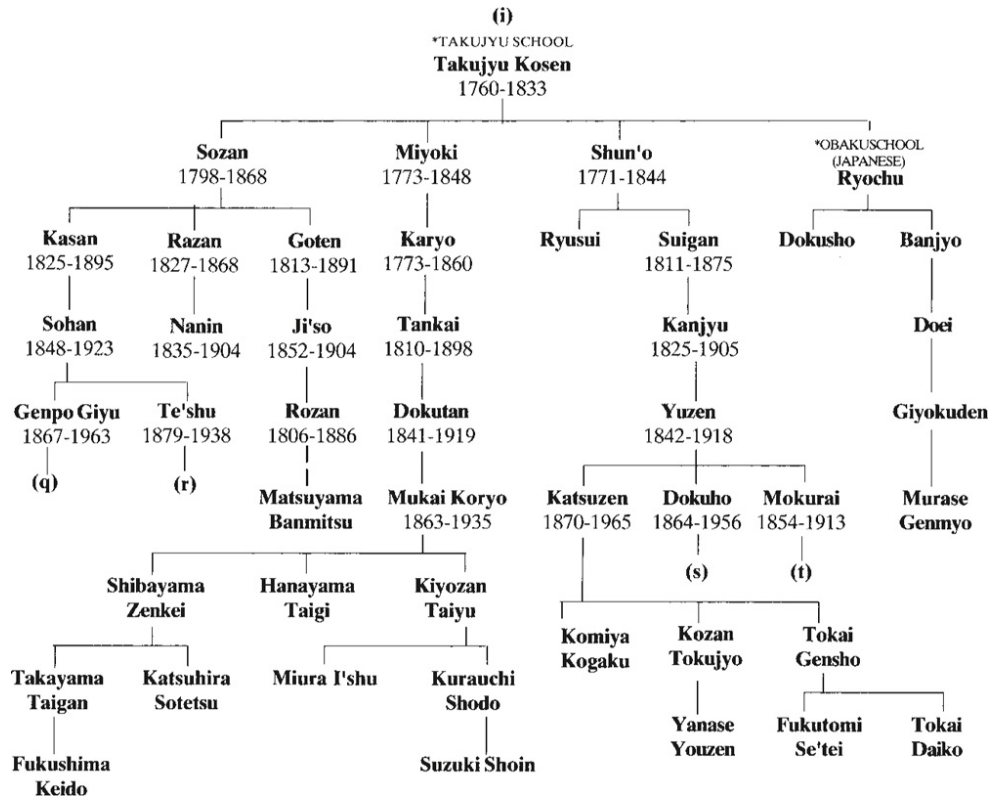 (i)
*TAKUJYU SCHOOL
Takujyu Kosen
1760-1833
Sozan
1798-1868
Miyoki
1773-1848
Shun'o
1771-1844
*OBAKUSCHOOL
(JAPANESE)
Ryochu
Kasan
1825-1895
Razan
1827-1868
Goten
1813-1891
Karyo
1773-1860
Ryusui
Suigan
1811-1875
Dokusho
Banjyo
Sohan
1848-1923
Nanin
1835-1904
Ji'so
1852-1904
Tankai
1810-1898
Kanjyu
1825-1905
Doei
Genpo Giyu
1867-1963
Te'shu
1879-1938
Rozan
1806-1886
Dokutan
1841-1919
Yuzen
1842-1918
Giyokuden
(q)
(r)
Matsuyama
Banmitsu
Mukai Koryo
1863-1935
Katsuzen
1870-1965
Dokuho
1864-1956
Mokurai
1854-1913
Murase
Genmyo
(s)
(t)
Shibayama
Zenkei
Hanayama
Taigi
Kiyozan
Taiyu
Komiya
Kogaku
Kozan
Tokujyo
Tokai
Gensho
Takayama
Taigan
Katsuhira
Sotetsu
Miura I'shu
Kurauchi
Shodo
Yanase
Youzen
Fukutomi
Se'tei
Tokai
Daiko
Fukushima
Keido
Suzuki Shoin